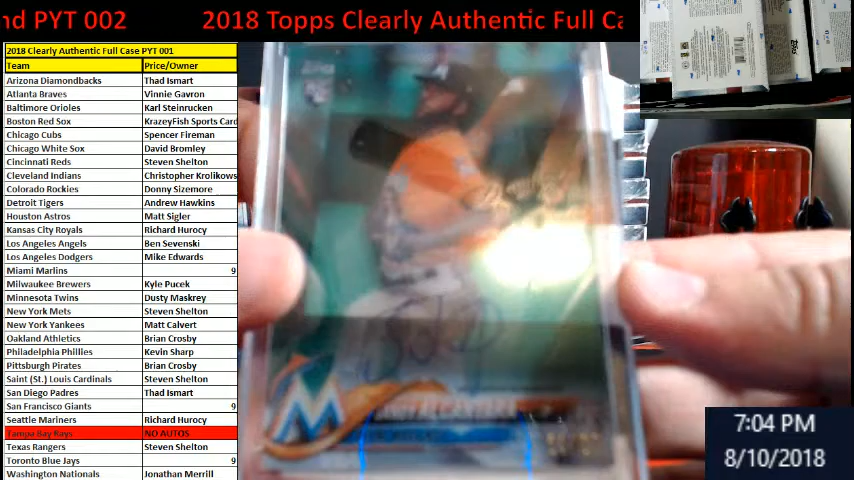 nd PYT 002 2018 Topps Clearly Authentic Full Ca
2018 Clearly Authentic Full Case PYT 001
Team Price/Owner
Arizona Diamondbacks Thad Ismart
Atlanta Braves Vinnie Gavron
Baltimore Orioles Karl Steinrucken
Boston Red Sox KrazeyFish Sports Card
Chicago Cubs Spencer Fireman
Chicago White Sox David Bromley
Cincinnati Reds Steven Shelton
Cleveland Indians Christopher Krolikows
Colorado Rockies Donny Sizemore
Detroit Tigers Andrew Hawkins
Houston Astros Matt Sigler
Kansas City Royals Richard Hurocy
Los Angeles Angels Ben Sevenski
Los Angeles Dodgers Mike Edwards
Miami Marlins 9
Milwaukee Brewers Kyle Pucek
Minnesota Twins Dusty Maskrey
New York Mets Steven Shelton
New York Yankees Matt Calvert
Oakland Athletics Brian Crosby
Philadelphia Phillies Kevin Sharp
Pittsburgh Pirates Brian Crosby
Saint (St.) Louis Cardinals Steven Shelton
San Diego Padres Thad Ismart
San Francisco Giants 9
Seattle Mariners Richard Hurocy
Tampa Bay Rays NO AUTOS
Texas Rangers Steven Shelton
Toronto Blue Jays 9
Washington Nationals Jonathan Merrill
Topps
M
7:04 PM
8/10/2018